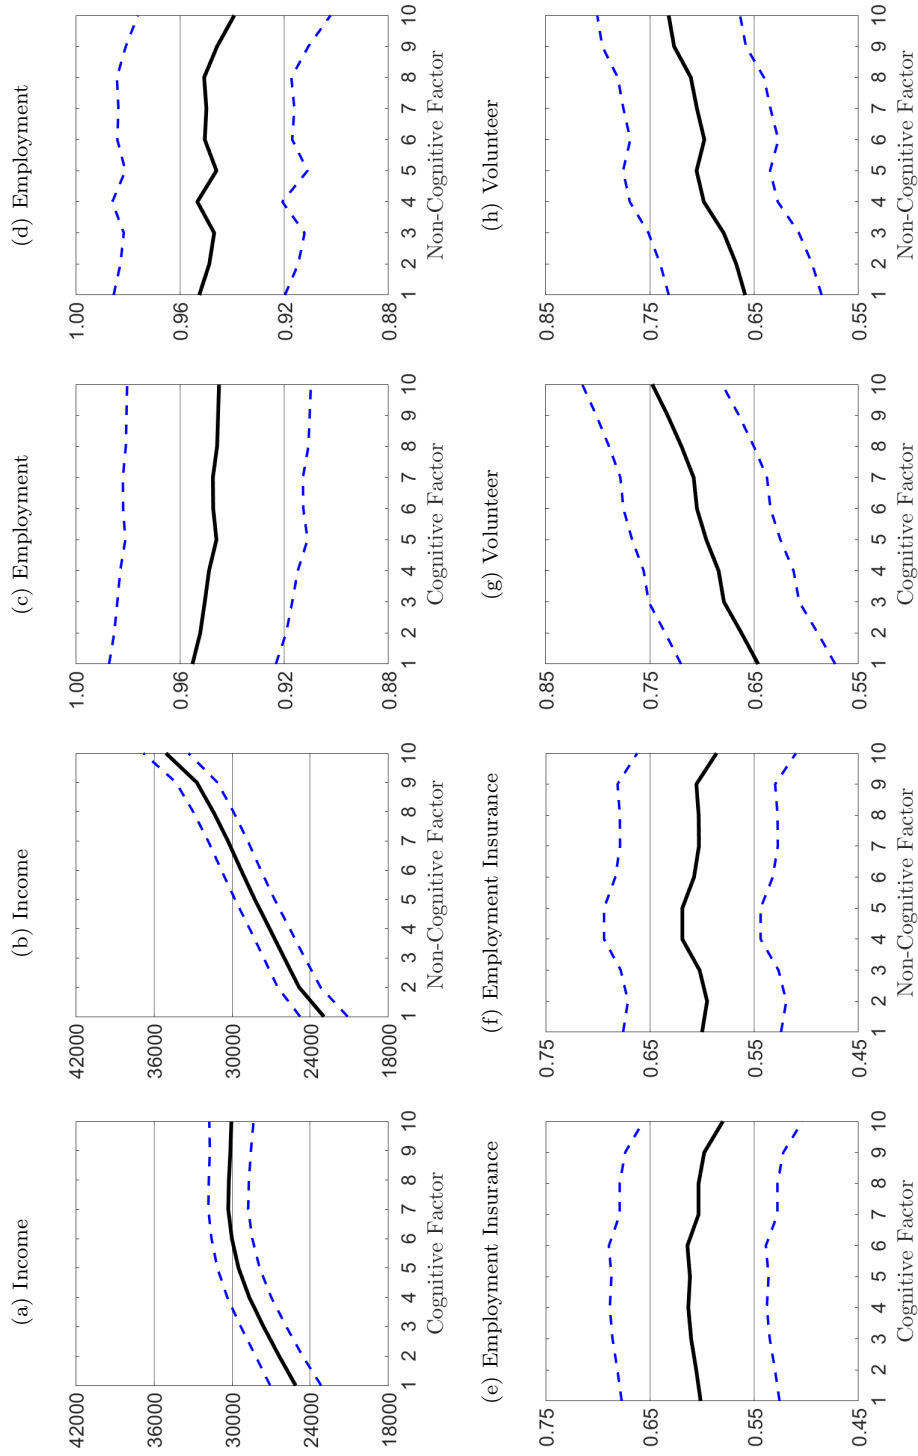 (a) Income
42000
36000
30000
24000
18000
1 2 3 4 5 6 7 8 9 10
Cognitive Factor
(b) Income
42000
36000
30000
24000
18000
1 2 3 4 5 6 7 8 9 10
Non-Cognitive Factor
(c) Employment
1.00
0.96
0.92
0.88
1 2 3 4 5 6 7 8 9 10
Cognitive Factor
(d) Employment
1.00
0.96
0.92
0.88
1 2 3 4 5 6 7 8 9 10
Non-Cognitive Factor
(e) Employment Insurance
0.75
0.65
0.55
0.45
1 2 3 4 5 6 7 8 9 10
Cognitive Factor
(f) Employment Insurance
0.75
0.65
0.55
0.45
1 2 3 4 5 6 7 8 9 10
Non-Cognitive Factor
(g) Volunteer
0.85
0.75
0.65
0.55
1 2 3 4 5 6 7 8 9 10
Cognitive Factor
(h) Volunteer
0.85
0.75
0.65
0.55
1 2 3 4 5 6 7 8 9 10
Non-Cognitive Factor